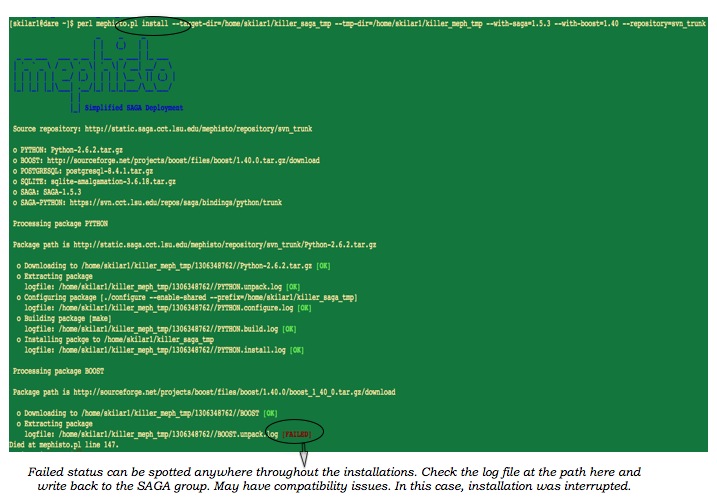 [skilar1@dare ~]$ perl mephisto.pl install --target-dir=/home/skilar1/killer_saga_tmp --tmp-dir=/home/skilar1/killer_meph_tmp --with-saga=1.5.3 --with-boost=1.40 --repository=svn_trunk
mephisto
Simplified SAGA Deployment
Source repository: http://static.saga.cct.lsu.edu/mephisto/repository/svn_trunk
o PYTHON: Python-2.6.2.tar.gz
o BOOST: http://sourceforge.net/projects/boost/files/boost/1.40.0.tar.gz/download
o POSTGRESQL: postgresql-8.4.1.tar.gz
o SQLITE: sqlite-amalgamation-3.6.18.tar.gz
o SAGA: SAGA-1.5.3
o SAGA-PYTHON: https://svn.cct.lsu.edu/repos/saga/bindings/python/trunk
Processing package PYTHON
Package path is http://static.saga.cct.lsu.edu/mephisto/repository/svn_trunk/Python-2.6.2.tar.gz
o Downloading to /home/skilar1/killer_meph_tmp/1306348762//Python-2.6.2.tar.gz [OK]
o Extracting package
logfile: /home/skilar1/killer_meph_tmp/1306348762//PYTHON.unpack.log [OK]
o Configuring package [./configure --enable-shared --prefix=/home/skilar1/killer_saga_tmp]
logfile: /home/skilar1/killer_meph_tmp/1306348762//PYTHON.configure.log [OK]
o Building package [make]
logfile: /home/skilar1/killer_meph_tmp/1306348762//PYTHON.build.log [OK]
o Installing packge to /home/skilar1/killer_saga_tmp
logfile: /home/skilar1/killer_meph_tmp/1306348762//PYTHON.install.log [OK]
Processing package BOOST
Package path is http://sourceforge.net/projects/boost/files/boost/1.40.0/boost_1_40_0.tar.gz/download
o Downloading to /home/skilar1/killer_meph_tmp/1306348762//BOOST [OK]
o Extracting package
logfile: /home/skilar1/killer_meph_tmp/1306348762//BOOST.unpack.log [FAILED]
Died at mephisto.pl line 147.
Failed status can be spotted anywhere throughout the installations. Check the log file at the path here and
write back to the SAGA group. May have compatibility issues. In this case, installation was interrupted.